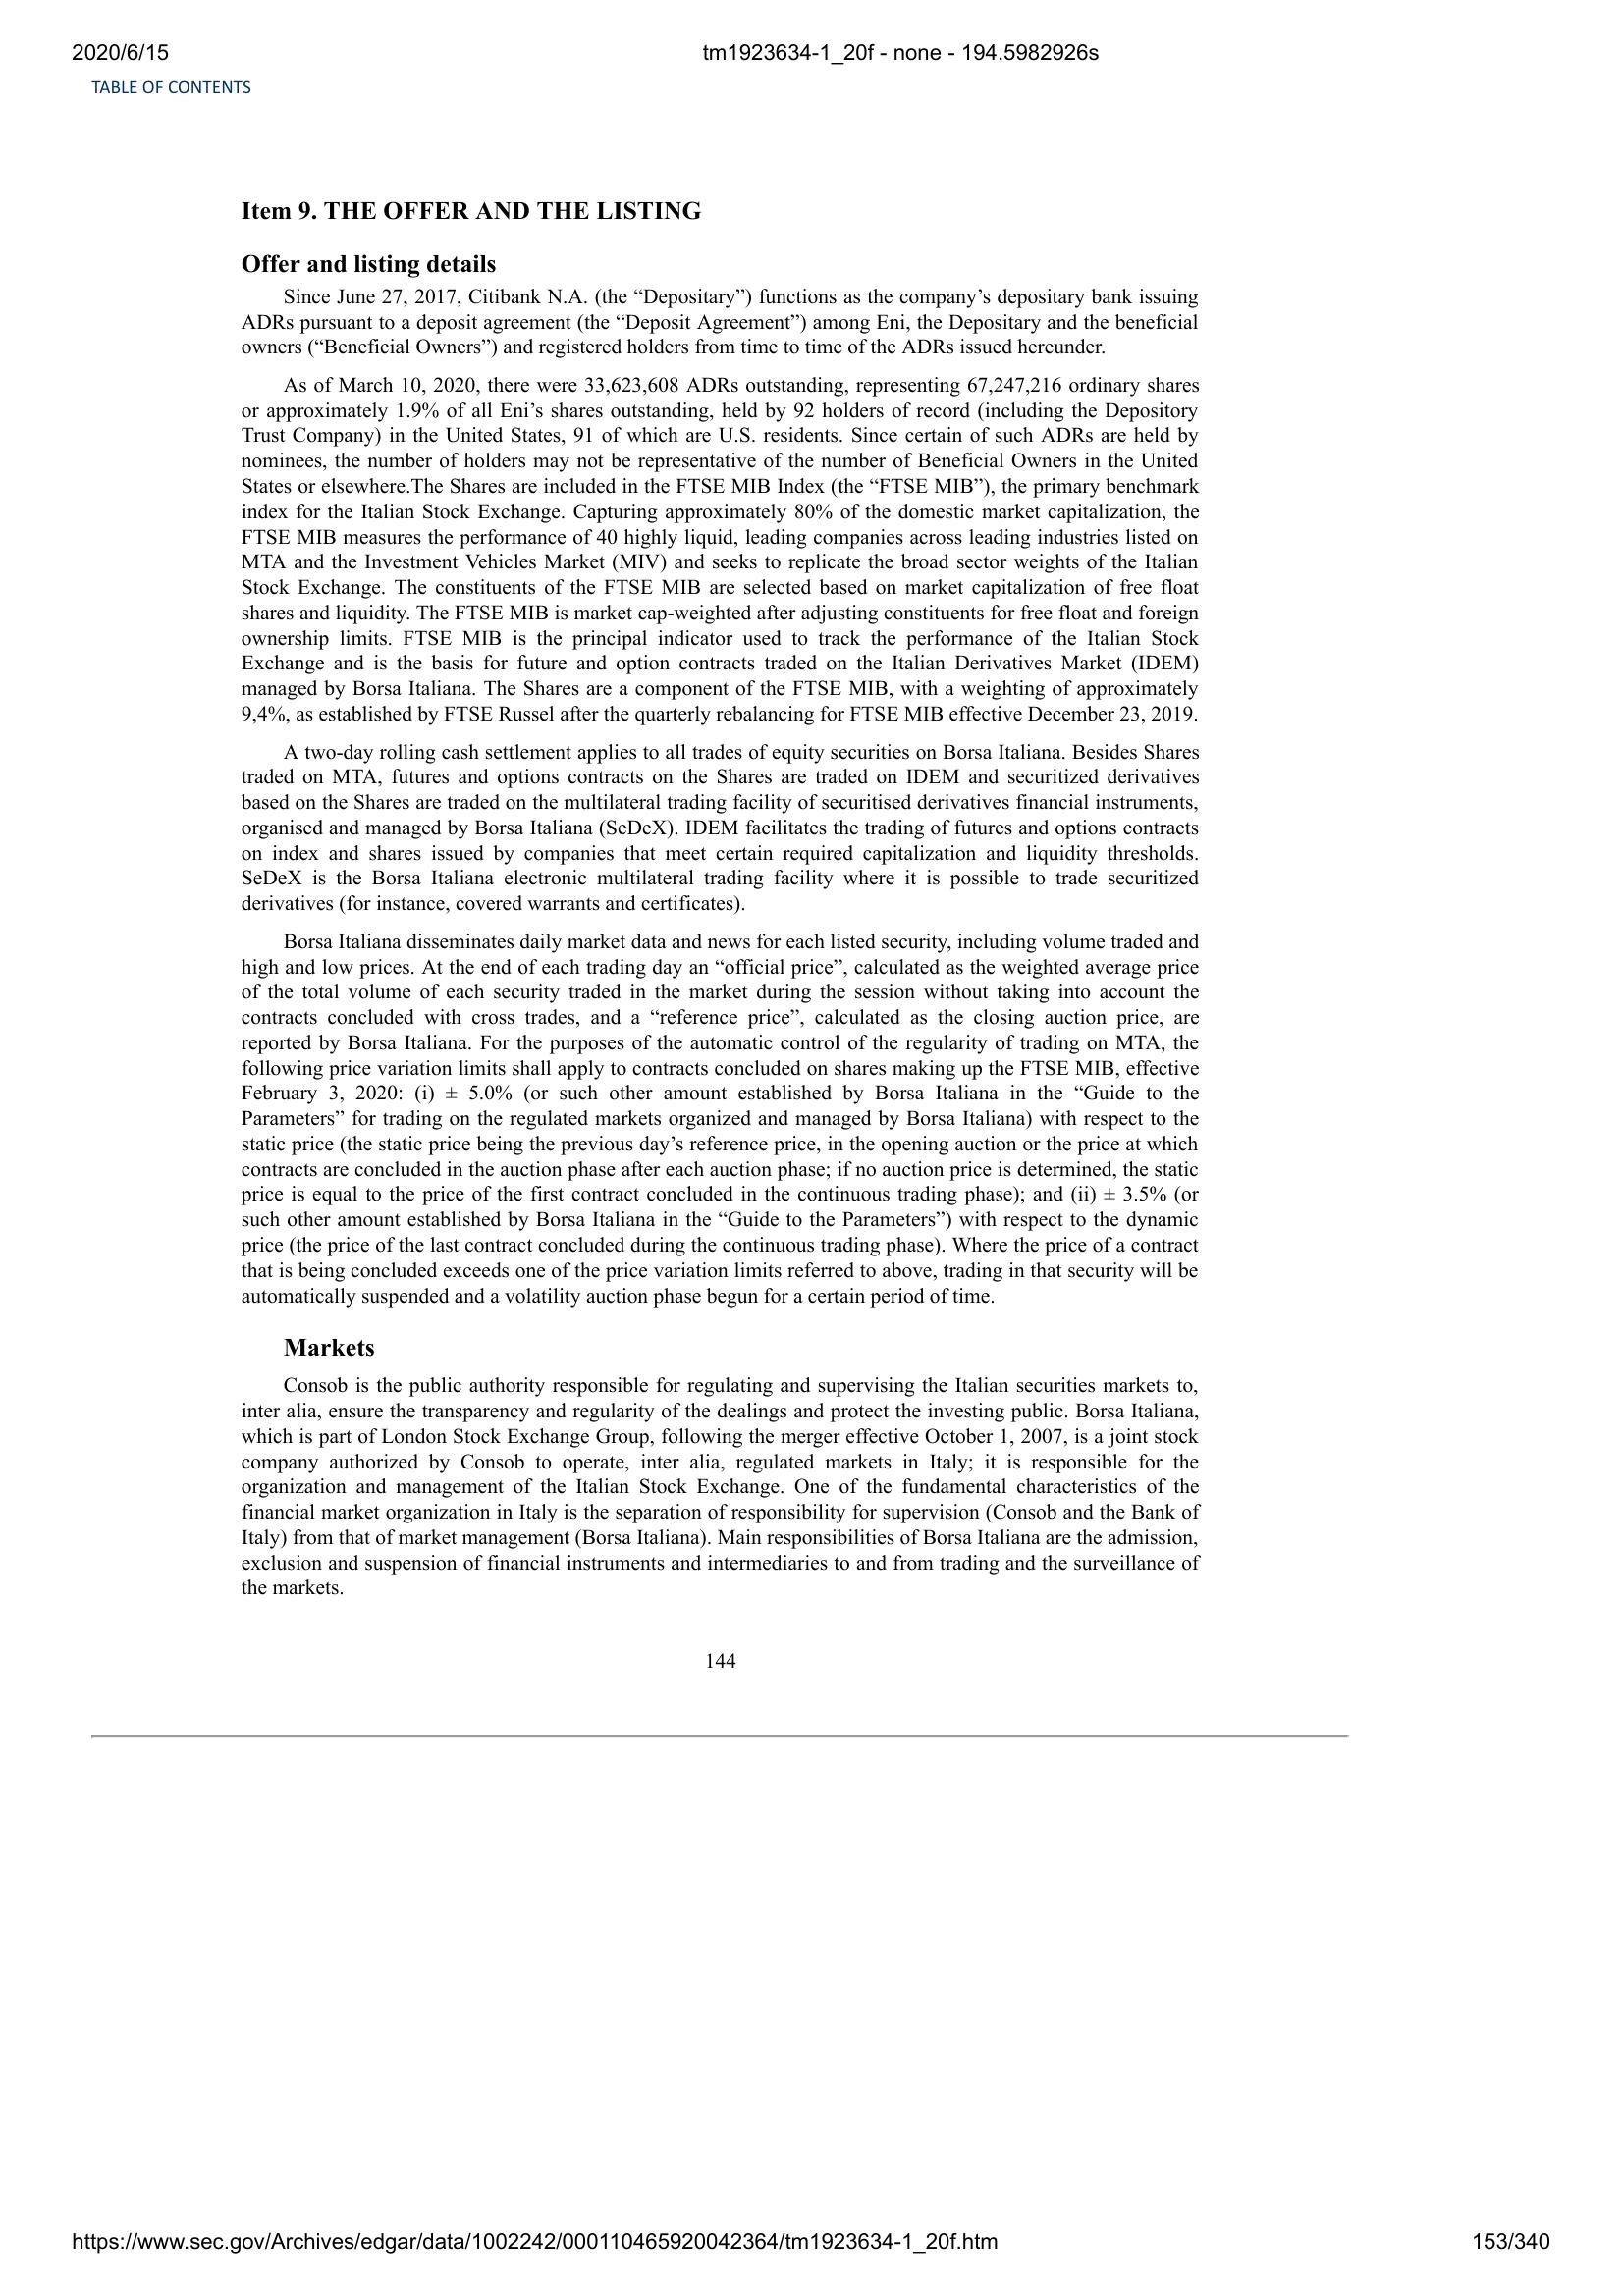 2020/6/15 tm1923634-1_20f - none - 194.5982926s
TABLE OF CONTENTS
Item 9. THE OFFER AND THE LISTING
Offer and listing details
Since June 27, 2017, Citibank N.A. (the “Depositary”) functions as the company’s depositary bank issuing
ADRs pursuant to a deposit agreement (the “Deposit Agreement”) among Eni, the Depositary and the beneficial
owners (“Beneficial Owners”) and registered holders from time to time of the ADRs issued hereunder.
As of March 10, 2020, there were 33,623,608 ADRs outstanding, representing 67,247,216 ordinary shares
or approximately 1.9% of all Eni’s shares outstanding, held by 92 holders of record (including the Depository
Trust Company) in the United States, 91 of which are U.S. residents. Since certain of such ADRs are held by
nominees, the number of holders may not be representative of the number of Beneficial Owners in the United
States or elsewhere.The Shares are included in the FTSE MIB Index (the “FTSE MIB”), the primary benchmark
index for the Italian Stock Exchange. Capturing approximately 80% of the domestic market capitalization, the
FTSE MIB measures the performance of 40 highly liquid, leading companies across leading industries listed on
MTA and the Investment Vehicles Market (MIV) and seeks to replicate the broad sector weights of the Italian
Stock Exchange. The constituents of the FTSE MIB are selected based on market capitalization of free float
shares and liquidity. The FTSE MIB is market cap-weighted after adjusting constituents for free float and foreign
ownership limits. FTSE MIB is the principal indicator used to track the performance of the Italian Stock
Exchange and is the basis for future and option contracts traded on the Italian Derivatives Market (IDEM)
managed by Borsa Italiana. The Shares are a component of the FTSE MIB, with a weighting of approximately
9,4%, as established by FTSE Russel after the quarterly rebalancing for FTSE MIB effective December 23, 2019.
A two-day rolling cash settlement applies to all trades of equity securities on Borsa Italiana. Besides Shares
traded on MTA, futures and options contracts on the Shares are traded on IDEM and securitized derivatives
based on the Shares are traded on the multilateral trading facility of securitised derivatives financial instruments,
organised and managed by Borsa Italiana (SeDeX). IDEM facilitates the trading of futures and options contracts
on index and shares issued by companies that meet certain required capitalization and liquidity thresholds.
SeDeX is the Borsa Italiana electronic multilateral trading facility where it is possible to trade securitized
derivatives (for instance, covered warrants and certificates).
Borsa Italiana disseminates daily market data and news for each listed security, including volume traded and
high and low prices. At the end of each trading day an “official price”, calculated as the weighted average price
of the total volume of each security traded in the market during the session without taking into account the
contracts concluded with cross trades, and a “reference price”, calculated as the closing auction price, are
reported by Borsa Italiana. For the purposes of the automatic control of the regularity of trading on MTA, the
following price variation limits shall apply to contracts concluded on shares making up the FTSE MIB, effective
February 3, 2020: (i) ± 5.0% (or such other amount established by Borsa Italiana in the “Guide to the
Parameters” for trading on the regulated markets organized and managed by Borsa Italiana) with respect to the
static price (the static price being the previous day’s reference price, in the opening auction or the price at which
contracts are concluded in the auction phase after each auction phase; if no auction price is determined, the static
price is equal to the price of the first contract concluded in the continuous trading phase); and (ii) ± 3.5% (or
such other amount established by Borsa Italiana in the “Guide to the Parameters”) with respect to the dynamic
price (the price of the last contract concluded during the continuous trading phase). Where the price of a contract
that is being concluded exceeds one of the price variation limits referred to above, trading in that security will be
automatically suspended and a volatility auction phase begun for a certain period of time.
Markets
Consob is the public authority responsible for regulating and supervising the Italian securities markets to,
inter alia, ensure the transparency and regularity of the dealings and protect the investing public. Borsa Italiana,
which is part of London Stock Exchange Group, following the merger effective October 1, 2007, is a joint stock
company authorized by Consob to operate, inter alia, regulated markets in Italy; it is responsible for the
organization and management of the Italian Stock Exchange. One of the fundamental characteristics of the
financial market organization in Italy is the separation of responsibility for supervision (Consob and the Bank of
Italy) from that of market management (Borsa Italiana). Main responsibilities of Borsa Italiana are the admission,
exclusion and suspension of financial instruments and intermediaries to and from trading and the surveillance of
the markets.
144
https://www.sec.gov/Archives/edgar/data/1002242/000110465920042364/tm1923634-1_20f.htm 153/340